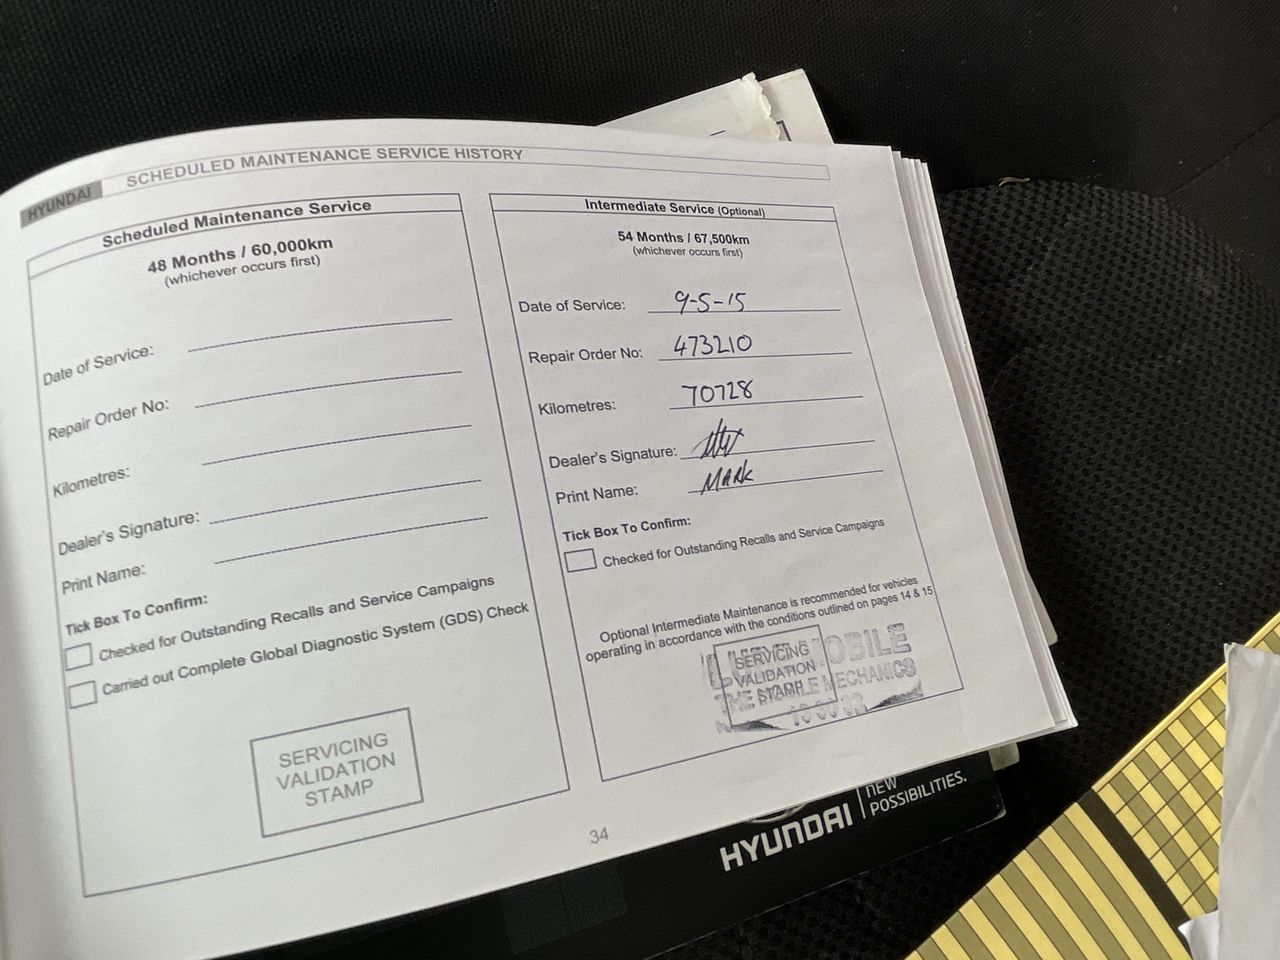 HYUNDAI
SCHEDULED MAINTENANCE SERVICE HISTORY
Scheduled Maintenance Service
48 Months / 60,000km
(whichever occurs first)
Date of Service:
Repair Order No:
Kilometres:
Dealer's Signature:
Print Name:
Tick Box To Confirm:
Checked for Outstanding Recalls and Service Campaigns
Carried out Complete Global Diagnostic System (GDS) Check
SERVICING
VALIDATION
STAMP
Intermediate Service (Optional)
54 Months / 67,500km
(whichever occurs first)
Date of Service: 9-5-15
Repair Order No: 473210
Kilometres: 70728
Dealer's Signature:
Print Name: MARK
Tick Box To Confirm:
Checked for Outstanding Recalls and Service Campaigns
Optional Intermediate Maintenance is recommended for vehicles
operating in accordance with the conditions outlined on pages 14 & 15
SERVICING
VALIDATION
STAMP
MOBILE
MECHANICS
34
HYUNDAI
NEW
POSSIBILITIES.